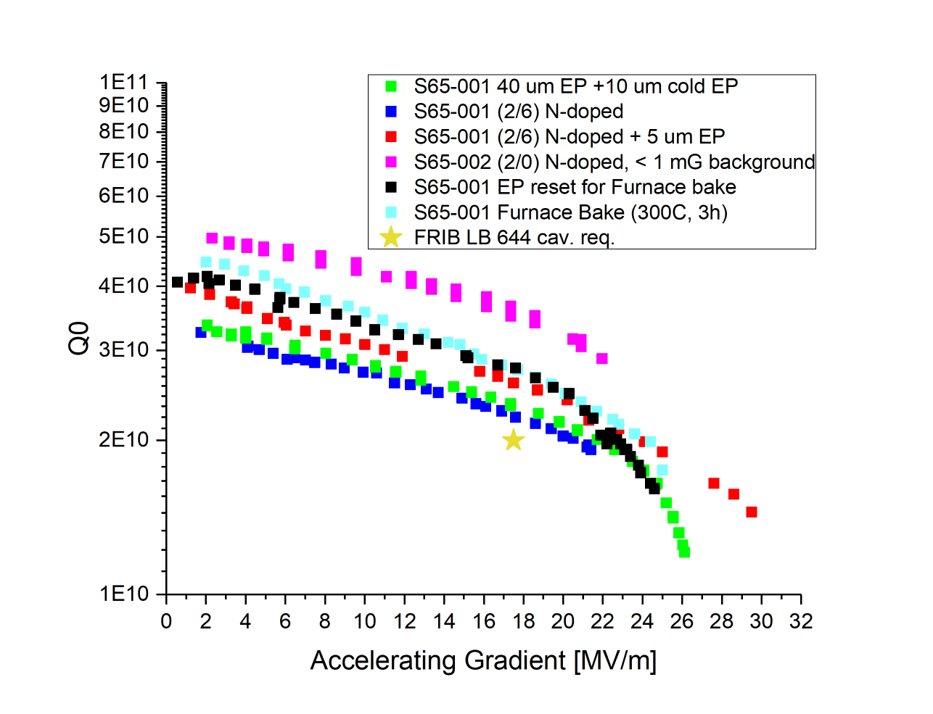 1E11
9E10
8E10
7E10
6E10
5E10
4E10
3E10
2E10
1E10
Q0
S65-001 40 um EP +10 um cold EP
S65-001 (2/6) N-doped
S65-001 (2/6) N-doped + 5 um EP
S65-002 (2/0) N-doped, < 1 mG background
S65-001 EP reset for Furnace bake
S65-001 Furnace Bake (300C, 3h)
FRIB LB 644 cav. req.
0 2 4 6 8 10 12 14 16 18 20 22 24 26 28 30 32
Accelerating Gradient [MV/m]